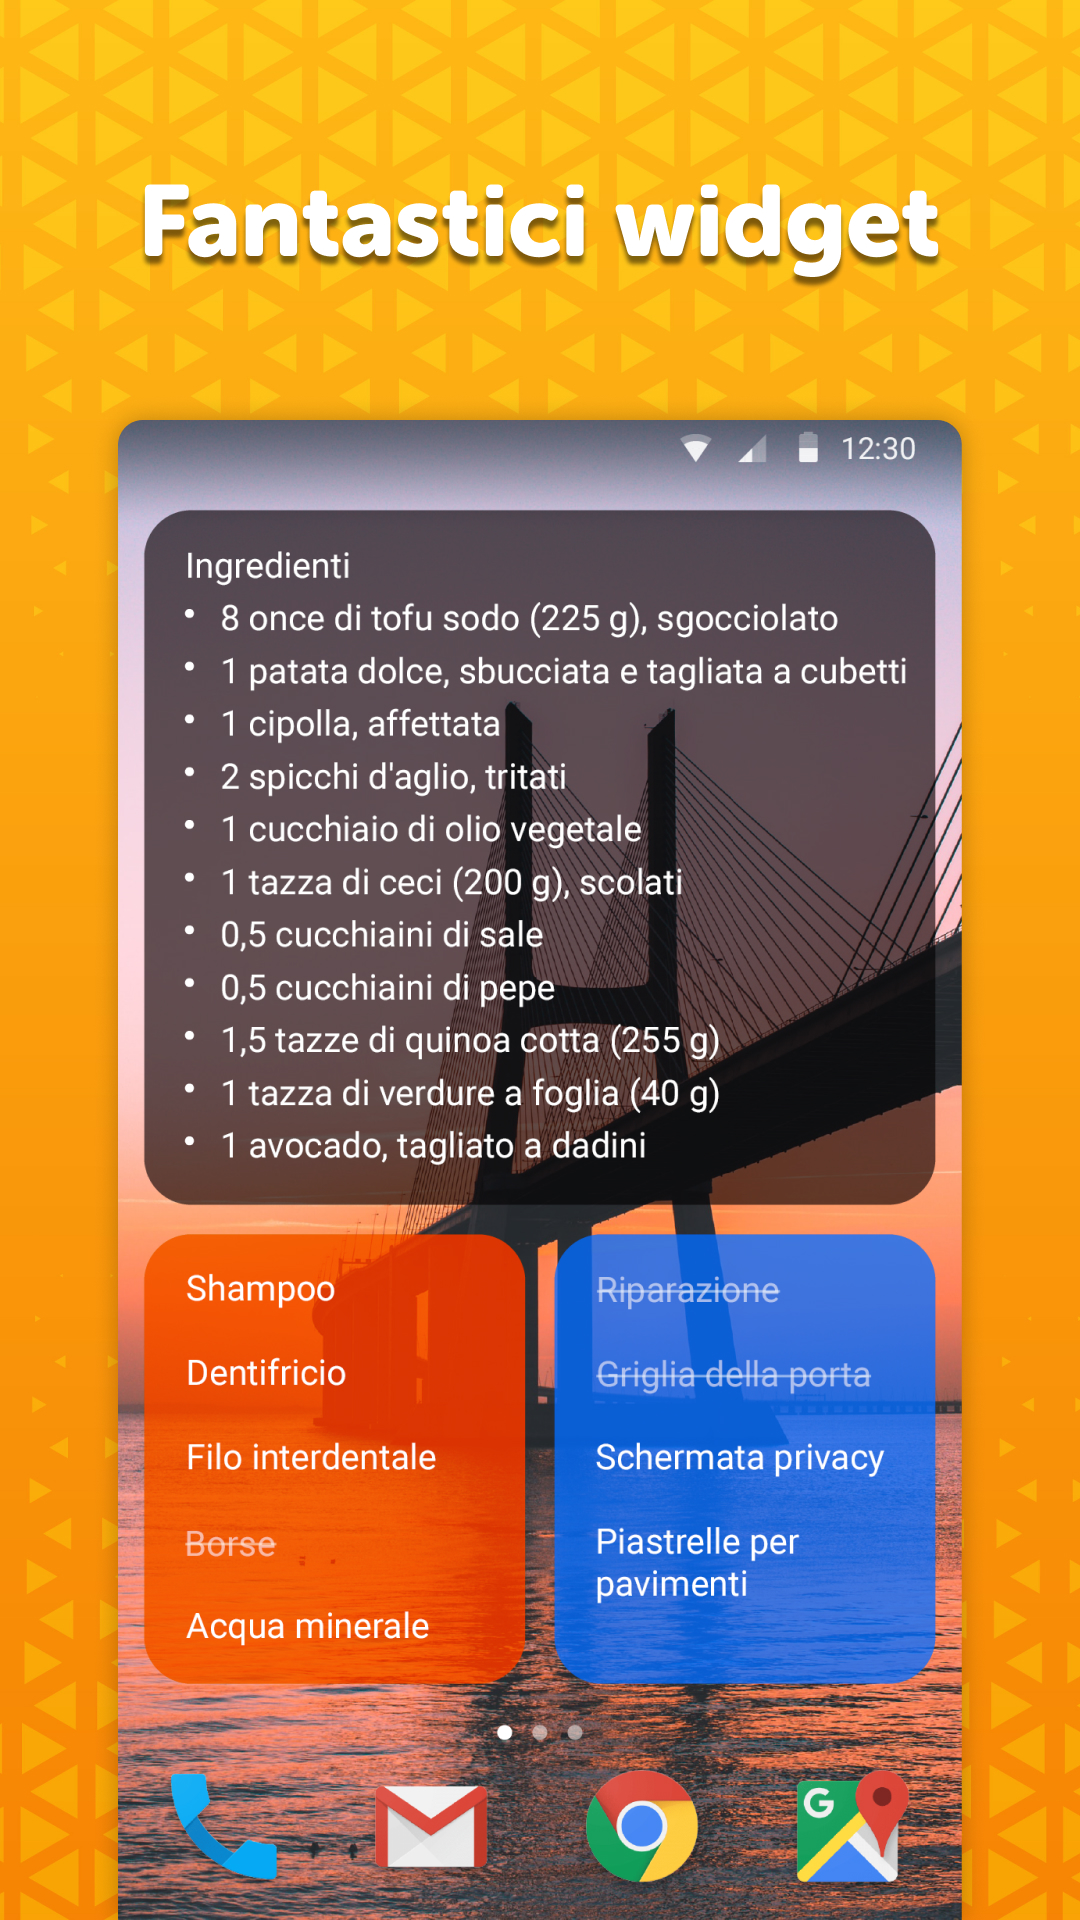 Fantastici widget
12:30
Ingredienti
• 8 once di tofu sodo (225 g), sgocciolato
• 1 patata dolce, sbucciata e tagliata a cubetti
• 1 cipolla, affettata
• 2 spicchi d'aglio, tritati
• 1 cucchiaio di olio vegetale
• 1 tazza di ceci (200 g), scolati
• 0,5 cucchiaini di sale
• 0,5 cucchiaini di pepe
• 1,5 tazze di quinoa cotta (255 g)
• 1 tazza di verdure a foglia (40 g)
• 1 avocado, tagliato a dadini
Shampoo
Dentifricio
Filo interdentale
Borse
Acqua minerale
Riparazione
Griglia della porta
Schermata privacy
Piastrelle per
pavimenti
G